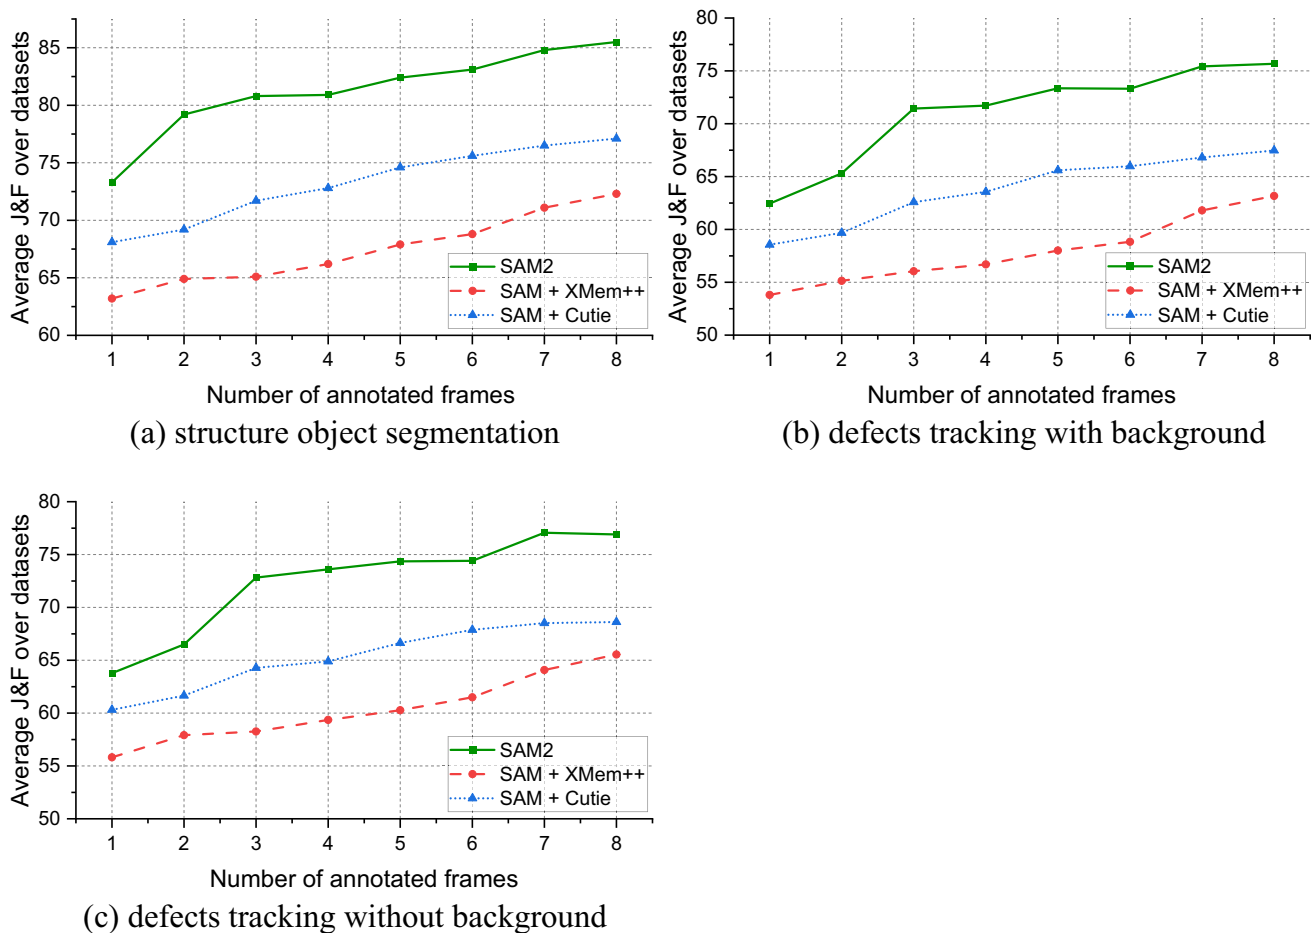 Average J&F over datasets
85
80
75
70
65
60
SAM2
SAM + XMem++
SAM + Cutie
1 2 3 4 5 6 7 8
Number of annotated frames
(a) structure object segmentation
Average J&F over datasets
80
75
70
65
60
55
50
SAM2
SAM + XMem++
SAM + Cutie
1 2 3 4 5 6 7 8
Number of annotated frames
(b) defects tracking with background
Average J&F over datasets
80
75
70
65
60
55
50
SAM2
SAM + XMem++
SAM + Cutie
1 2 3 4 5 6 7 8
Number of annotated frames
(c) defects tracking without background